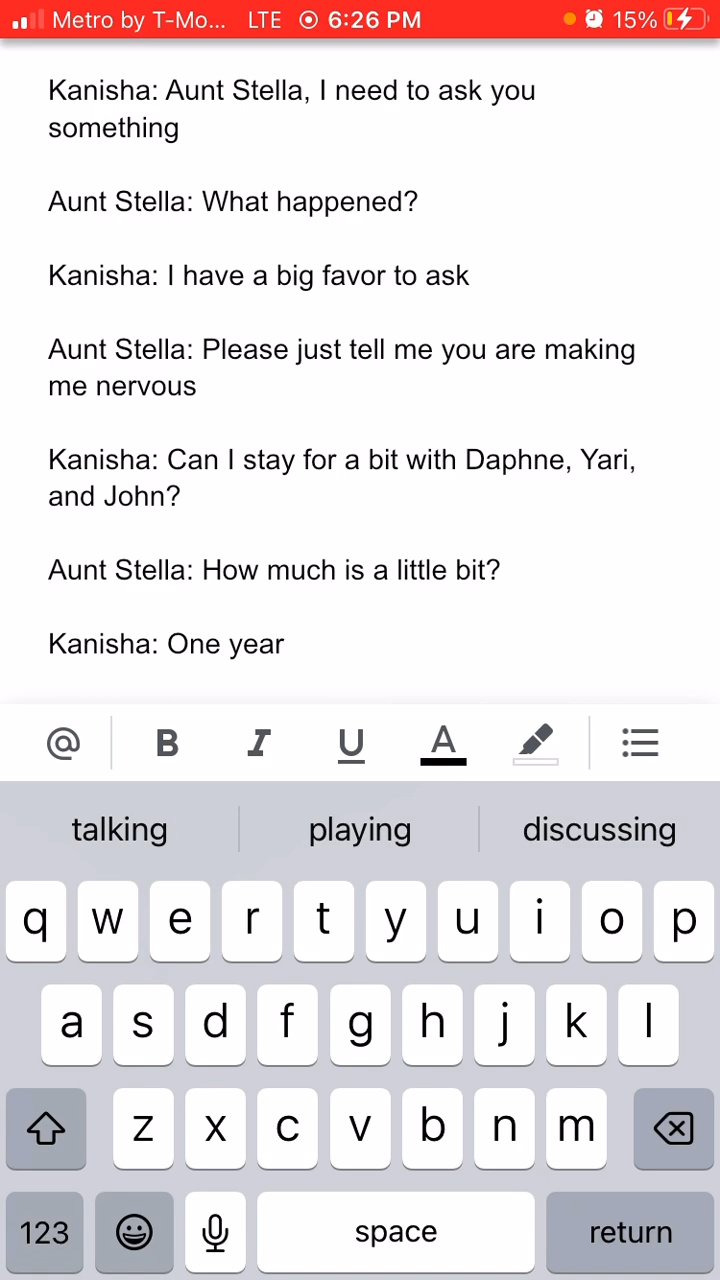 Metro by T-Mo... LTE 6:26 PM 15%
Kanisha: Aunt Stella, I need to ask you
something
Aunt Stella: What happened?
Kanisha: I have a big favor to ask
Aunt Stella: Please just tell me you are making
me nervous
Kanisha: Can I stay for a bit with Daphne, Yari,
and John?
Aunt Stella: How much is a little bit?
Kanisha: One year
@ B I U A
talking playing discussing
q w e r t y u i o p
a s d f g h j k l
z x c v b n m
123 space return